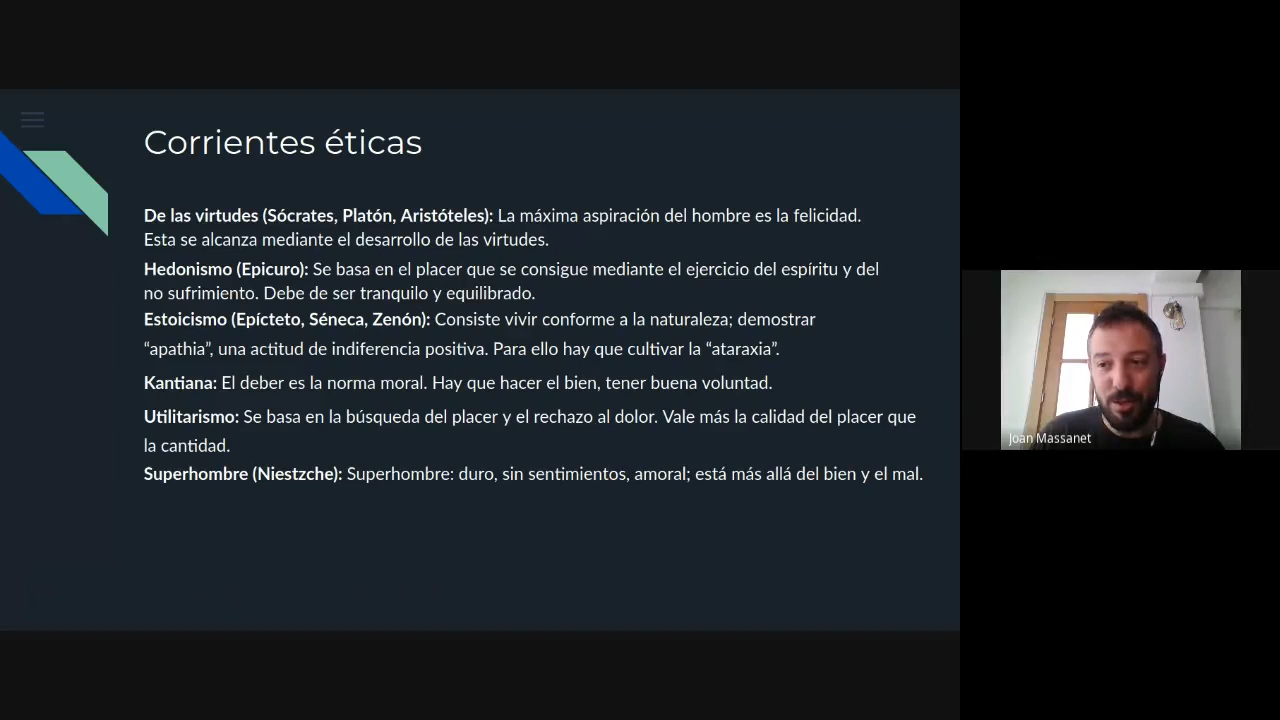 Corrientes éticas
De las virtudes (Sócrates, Platón, Aristóteles): La máxima aspiración del hombre es la felicidad.
Esta se alcanza mediante el desarrollo de las virtudes.
Hedonismo (Epicuro): Se basa en el placer que se consigue mediante el ejercicio del espíritu y del
no sufrimiento. Debe de ser tranquilo y equilibrado.
Estoicismo (Epícteto, Séneca, Zenón): Consiste vivir conforme a la naturaleza; demostrar
“apathia”, una actitud de indiferencia positiva. Para ello hay que cultivar la “ataraxia”.
Kantiana: El deber es la norma moral. Hay que hacer el bien, tener buena voluntad.
Utilitarismo: Se basa en la búsqueda del placer y el rechazo al dolor. Vale más la calidad del placer que
la cantidad.
Superhombre (Niestzche): Superhombre: duro, sin sentimientos, amoral; está más allá del bien y el mal.
Joan Massanet